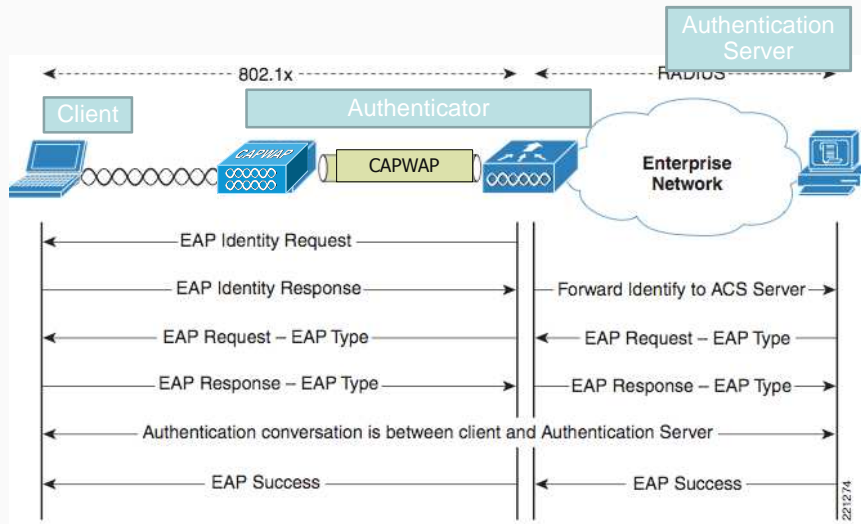 Authentication
Server
802.1x
RADIUS
Client
Authenticator
CAPWAP
CAPWAP
Enterprise
Network
EAP Identity Request
EAP Identity Response
Forward Identify to ACS Server
EAP Request – EAP Type
EAP Request – EAP Type
EAP Response – EAP Type
EAP Response – EAP Type
Authentication conversation is between client and Authentication Server
EAP Success
EAP Success
221274